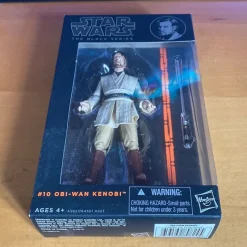 STAR
WARS
THE BLACK SERIES
#10 OBI-WAN KENOBI™
AGES 4+
WARNING:
CHOKING HAZARD-Small parts.
Not for children under 3 years.
Hasbro